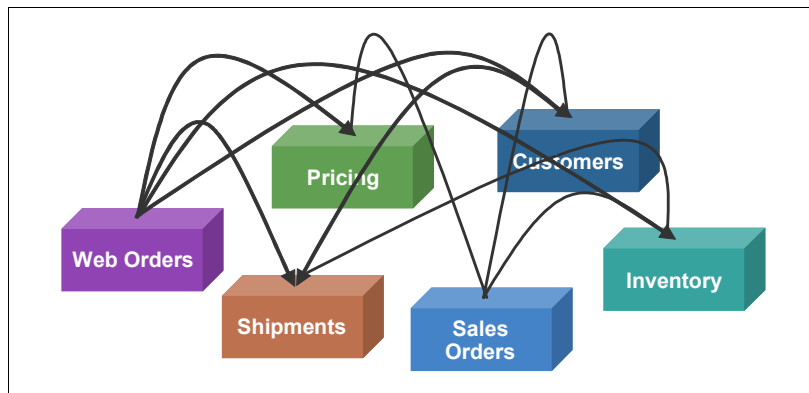 Pricing
Customers
Web Orders
Inventory
Shipments
Sales
Orders